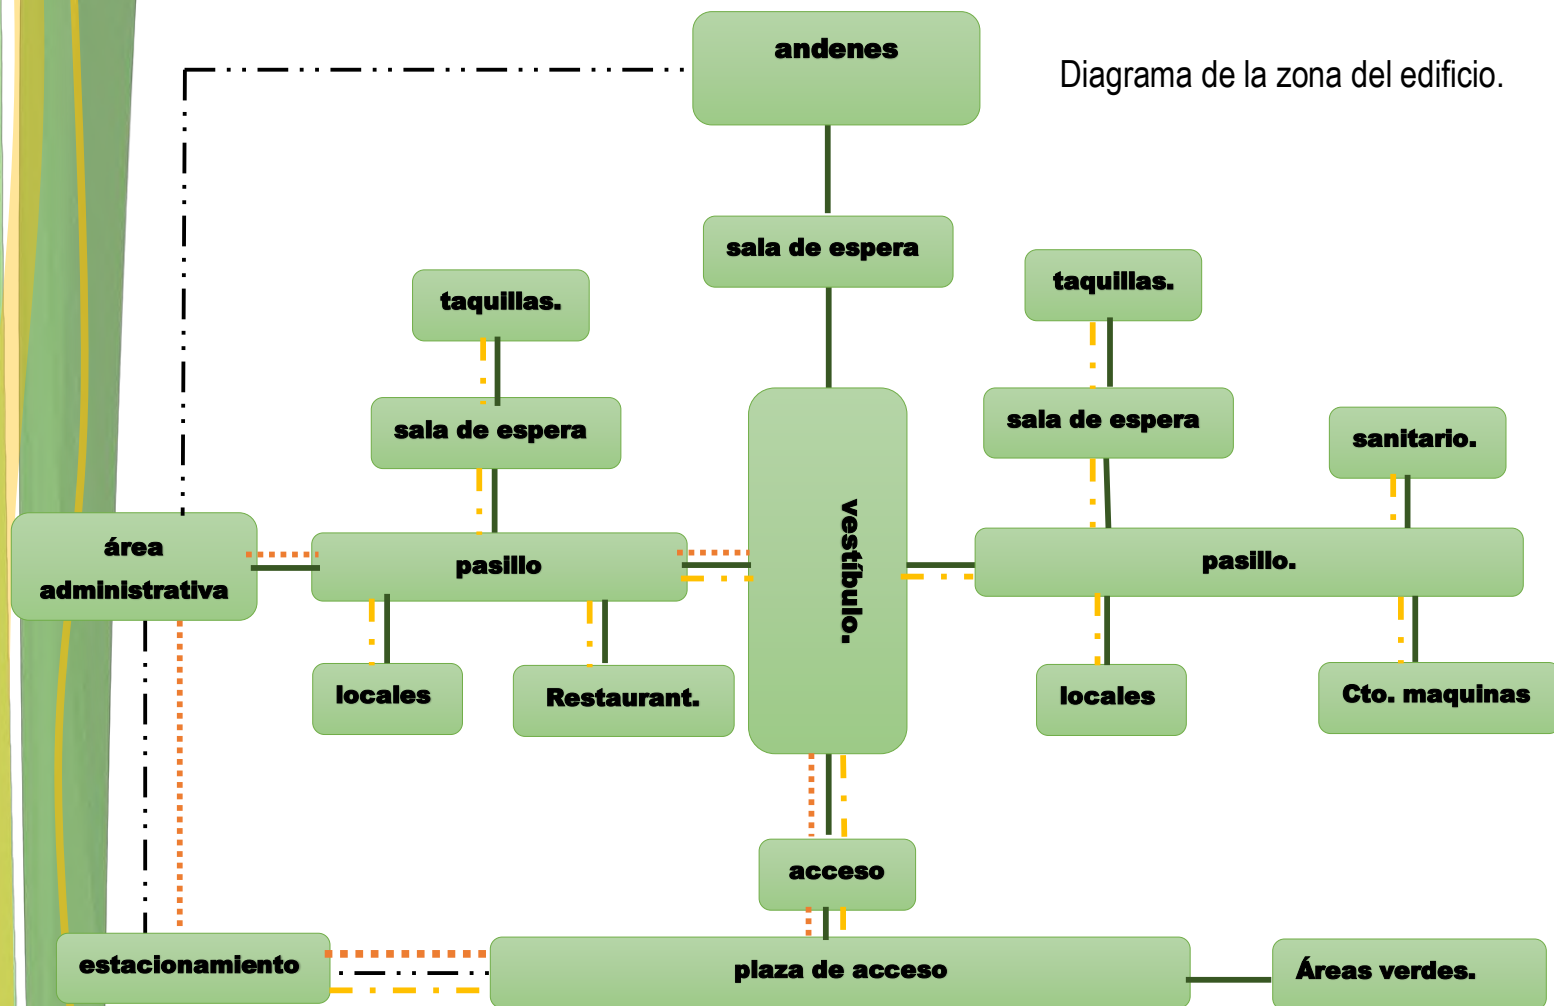 andenes
Diagrama de la zona del edificio.
sala de espera
taquillas.
taquillas.
sala de espera
sala de espera
sanitario.
vestíbulo.
área
administrativa
pasillo
pasillo.
locales
Restaurant.
locales
Cto. maquinas
acceso
estacionamiento
plaza de acceso
Áreas verdes.